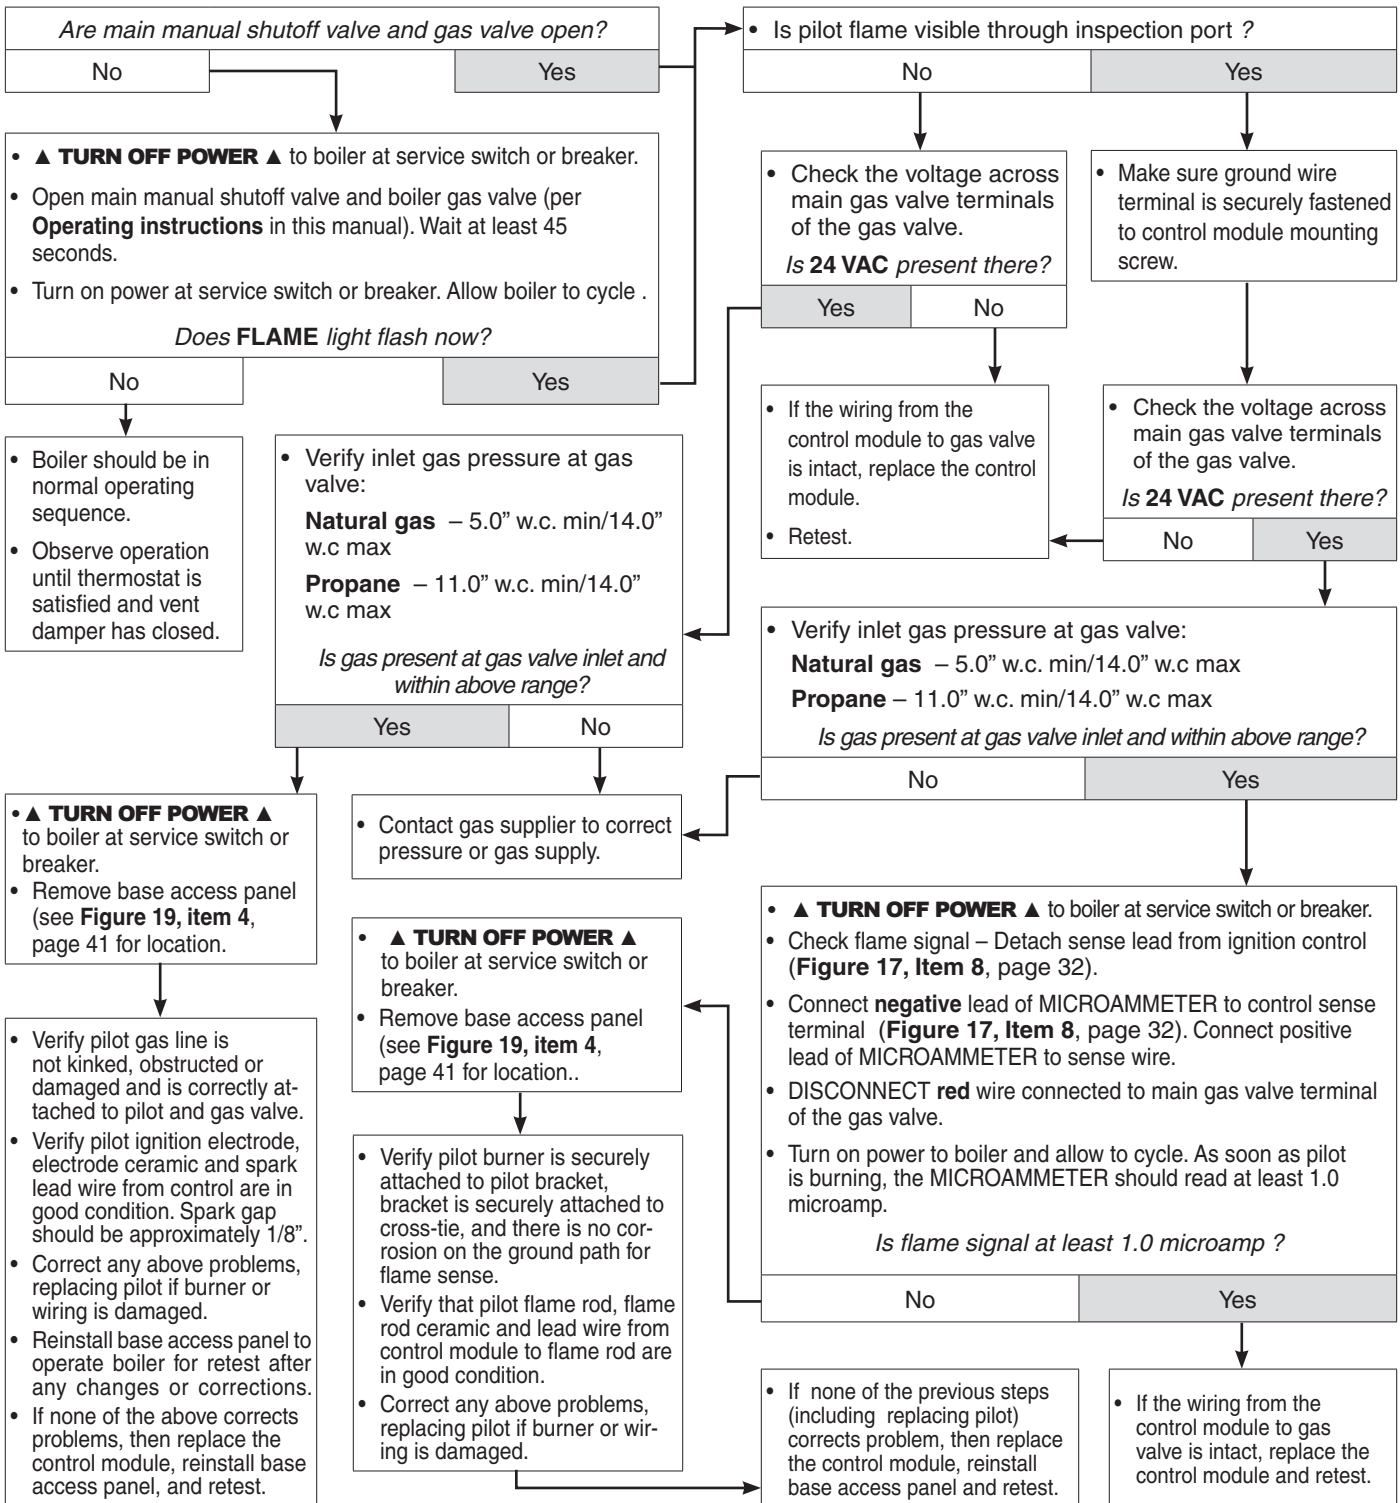 Are main manual shutoff valve and gas valve open?
No
Yes
• ▲ TURN OFF POWER ▲ to boiler at service switch or breaker.
• Open main manual shutoff valve and boiler gas valve (per
Operating instructions in this manual). Wait at least 45
seconds.
• Turn on power at service switch or breaker. Allow boiler to cycle .
Does FLAME light flash now?
No
Yes
• Boiler should be in
normal operating
sequence.
• Observe operation
until thermostat is
satisfied and vent
damper has closed.
• Is pilot flame visible through inspection port ?
No
Yes
• Check the voltage across
main gas valve terminals
of the gas valve.
Is 24 VAC present there?
Yes
No
• Make sure ground wire
terminal is securely fastened
to control module mounting
screw.
• If the wiring from the
control module to gas valve
is intact, replace the control
module.
• Retest.
• Check the voltage across
main gas valve terminals
of the gas valve.
Is 24 VAC present there?
No
Yes
• Verify inlet gas pressure at gas
valve:
Natural gas – 5.0” w.c. min/14.0”
w.c max
Propane – 11.0” w.c. min/14.0”
w.c max
Is gas present at gas valve inlet and
within above range?
Yes
No
• Verify inlet gas pressure at gas valve:
Natural gas – 5.0” w.c. min/14.0” w.c max
Propane – 11.0” w.c. min/14.0” w.c max
Is gas present at gas valve inlet and within above range?
No
Yes
• ▲ TURN OFF POWER ▲
to boiler at service switch or
breaker.
• Remove base access panel
(see Figure 19, item 4,
page 41 for location.
• Contact gas supplier to correct
pressure or gas supply.
• Verify pilot gas line is
not kinked, obstructed or
damaged and is correctly at-
tached to pilot and gas valve.
• Verify pilot ignition electrode,
electrode ceramic and spark
lead wire from control are in
good condition. Spark gap
should be approximately 1/8”.
• Correct any above problems,
replacing pilot if burner or
wiring is damaged.
• Reinstall base access panel to
operate boiler for retest after
any changes or corrections.
• If none of the above corrects
problems, then replace the
control module, reinstall base
access panel, and retest.
• ▲ TURN OFF POWER ▲
to boiler at service switch or
breaker.
• Remove base access panel
(see Figure 19, item 4,
page 41 for location..
• Verify pilot burner is securely
attached to pilot bracket,
bracket is securely attached to
cross-tie, and there is no cor-
rosion on the ground path for
flame sense.
• Verify that pilot flame rod, flame
rod ceramic and lead wire from
control module to flame rod are
in good condition.
• Correct any above problems,
replacing pilot if burner or wir-
ing is damaged.
• ▲ TURN OFF POWER ▲ to boiler at service switch or breaker.
• Check flame signal – Detach sense lead from ignition control
(Figure 17, Item 8, page 32).
• Connect negative lead of MICROAMMETER to control sense
terminal (Figure 17, Item 8, page 32). Connect positive
lead of MICROAMMETER to sense wire.
• DISCONNECT red wire connected to main gas valve terminal
of the gas valve.
• Turn on power to boiler and allow to cycle. As soon as pilot
is burning, the MICROAMMETER should read at least 1.0
microamp.
Is flame signal at least 1.0 microamp ?
No
Yes
• If none of the previous steps
(including replacing pilot)
corrects problem, then replace
the control module, reinstall
base access panel and retest.
• If the wiring from the
control module to gas
valve is intact, replace the
control module and retest.